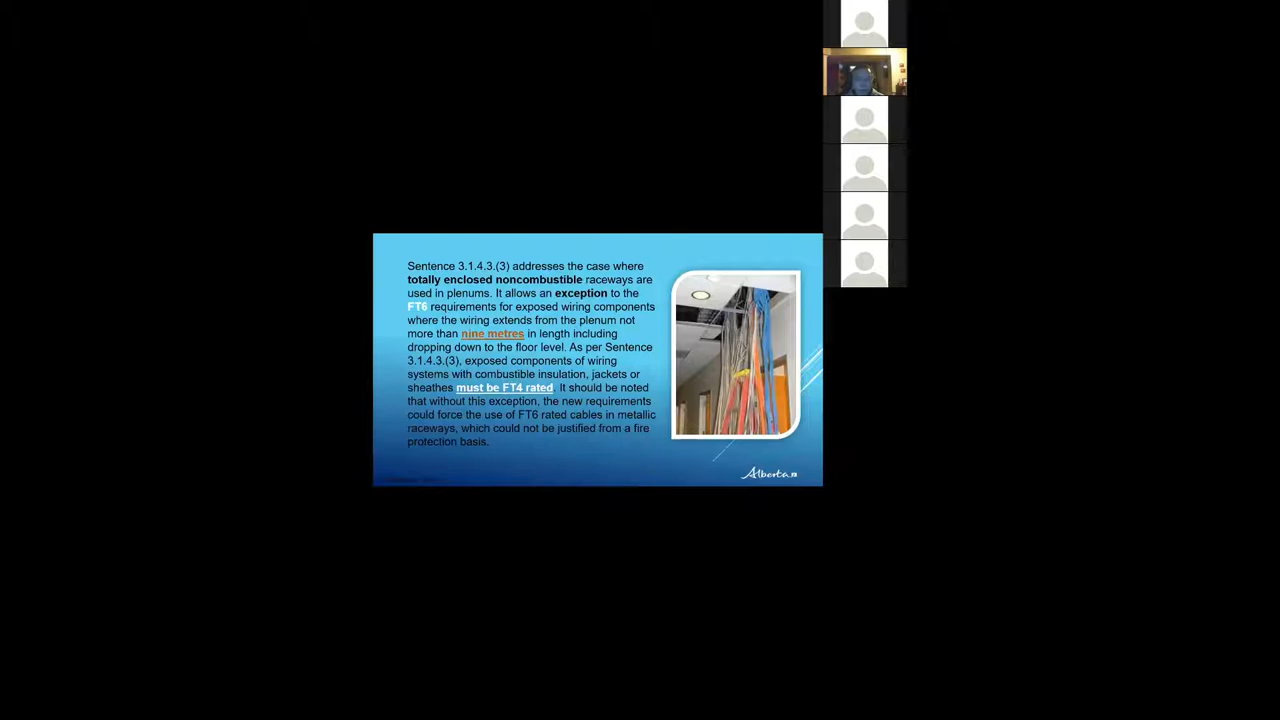 Sentence 3.1.4.3.(3) addresses the case where
totally enclosed noncombustible raceways are
used in plenums. It allows an exception to the
FT6 requirements for exposed wiring components
where the wiring extends from the plenum not
more than nine metres in length including
dropping down to the floor level. As per Sentence
3.1.4.3.(3), exposed components of wiring
systems with combustible insulation, jackets or
sheathes must be FT4 rated. It should be noted
that without this exception, the new requirements
could force the use of FT6 rated cables in metallic
raceways, which could not be justified from a fire
protection basis.
Alberta